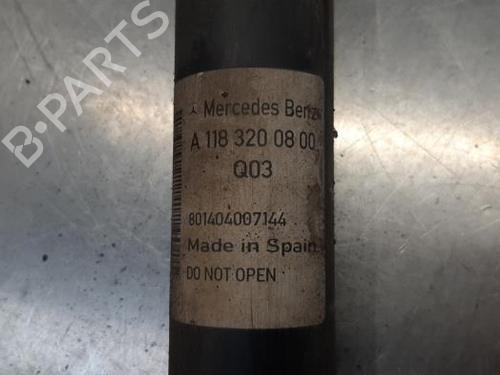 B-PARTS
Mercedes Benz
A 118 320 08 00
Q03
801404007144
Made in Spain
DO NOT OPEN